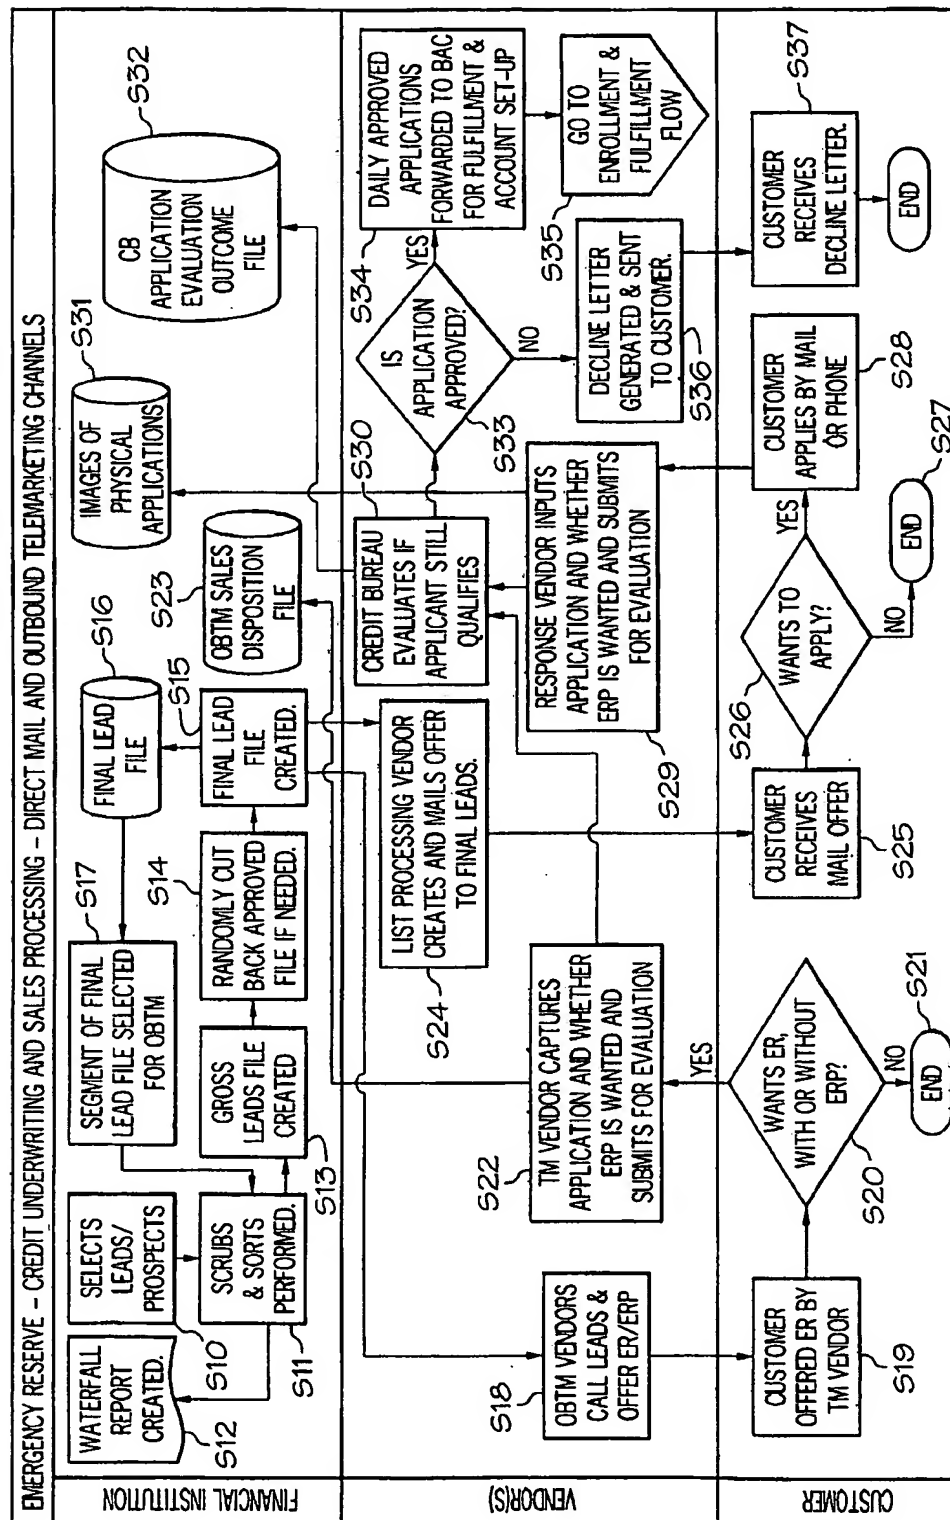 EMERGENCY RESERVE – CREDIT UNDERWRITING AND SALES PROCESSING – DIRECT MAIL AND OUTBOUND TELEMARKETING CHANNELS
FINANCIAL INSTITUTION
WATERFALL
REPORT
CREATED.
S12
SELECTS
LEADS/
PROSPECTS
S10
SCRUBS
& SORTS
PERFORMED.
S11
SEGMENT OF FINAL
LEAD FILE SELECTED
FOR OBTM
S17
GROSS
LEADS FILE
CREATED
S13
RANDOMLY CUT
BACK APPROVED
FILE IF NEEDED.
S14
FINAL LEAD
FILE
S16
FINAL LEAD
FILE
CREATED.
S15
OBTM SALES
DISPOSITION
FILE
S23
IMAGES OF
PHYSICAL
APPLICATIONS
S31
CB
APPLICATION
EVALUATION
OUTCOME
FILE
S32
VENDOR(S)
OBTM VENDORS
CALL LEADS &
OFFER ER/ERP
S18
TM VENDOR CAPTURES
APPLICATION AND WHETHER
ERP IS WANTED AND
SUBMITS FOR EVALUATION
S22
LIST PROCESSING VENDOR
CREATES AND MAILS OFFER
TO FINAL LEADS.
S24
CREDIT BUREAU
EVALUATES IF
APPLICANT STILL
QUALIFIES
S30
RESPONSE VENDOR INPUTS
APPLICATION AND WHETHER
ERP IS WANTED AND SUBMITS
FOR EVALUATION
S29
IS
APPLICATION
APPROVED?
S33
YES
NO
DAILY APPROVED
APPLICATIONS
FORWARDED TO BAC
FOR FULFILLMENT &
ACCOUNT SET-UP
S34
GO TO
ENROLLMENT &
FULFILLMENT
FLOW
S35
DECLINE LETTER
GENERATED & SENT
TO CUSTOMER.
S36
CUSTOMER
CUSTOMER
OFFERED ER BY
TM VENDOR
S19
WANTS ER,
WITH OR WITHOUT
ERP?
S20
YES
NO
END
S21
CUSTOMER
RECEIVES
MAIL OFFER
S25
WANTS TO
APPLY?
S26
YES
NO
END
S27
CUSTOMER
APPLIES BY MAIL
OR PHONE
S28
CUSTOMER
RECEIVES
DECLINE LETTER.
S37
END